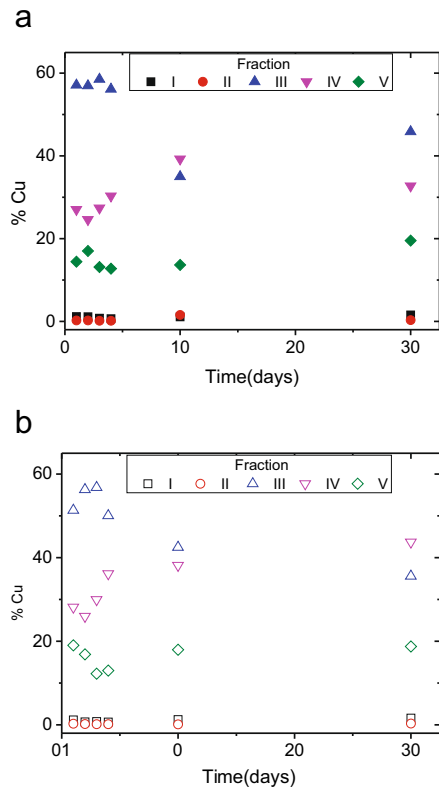 a
Fraction
I II III IV V
60
40
20
0
% Cu
0 10 20 30
Time(days)
b
Fraction
I II III IV V
60
40
20
0
% Cu
01 0 20 30
Time(days)